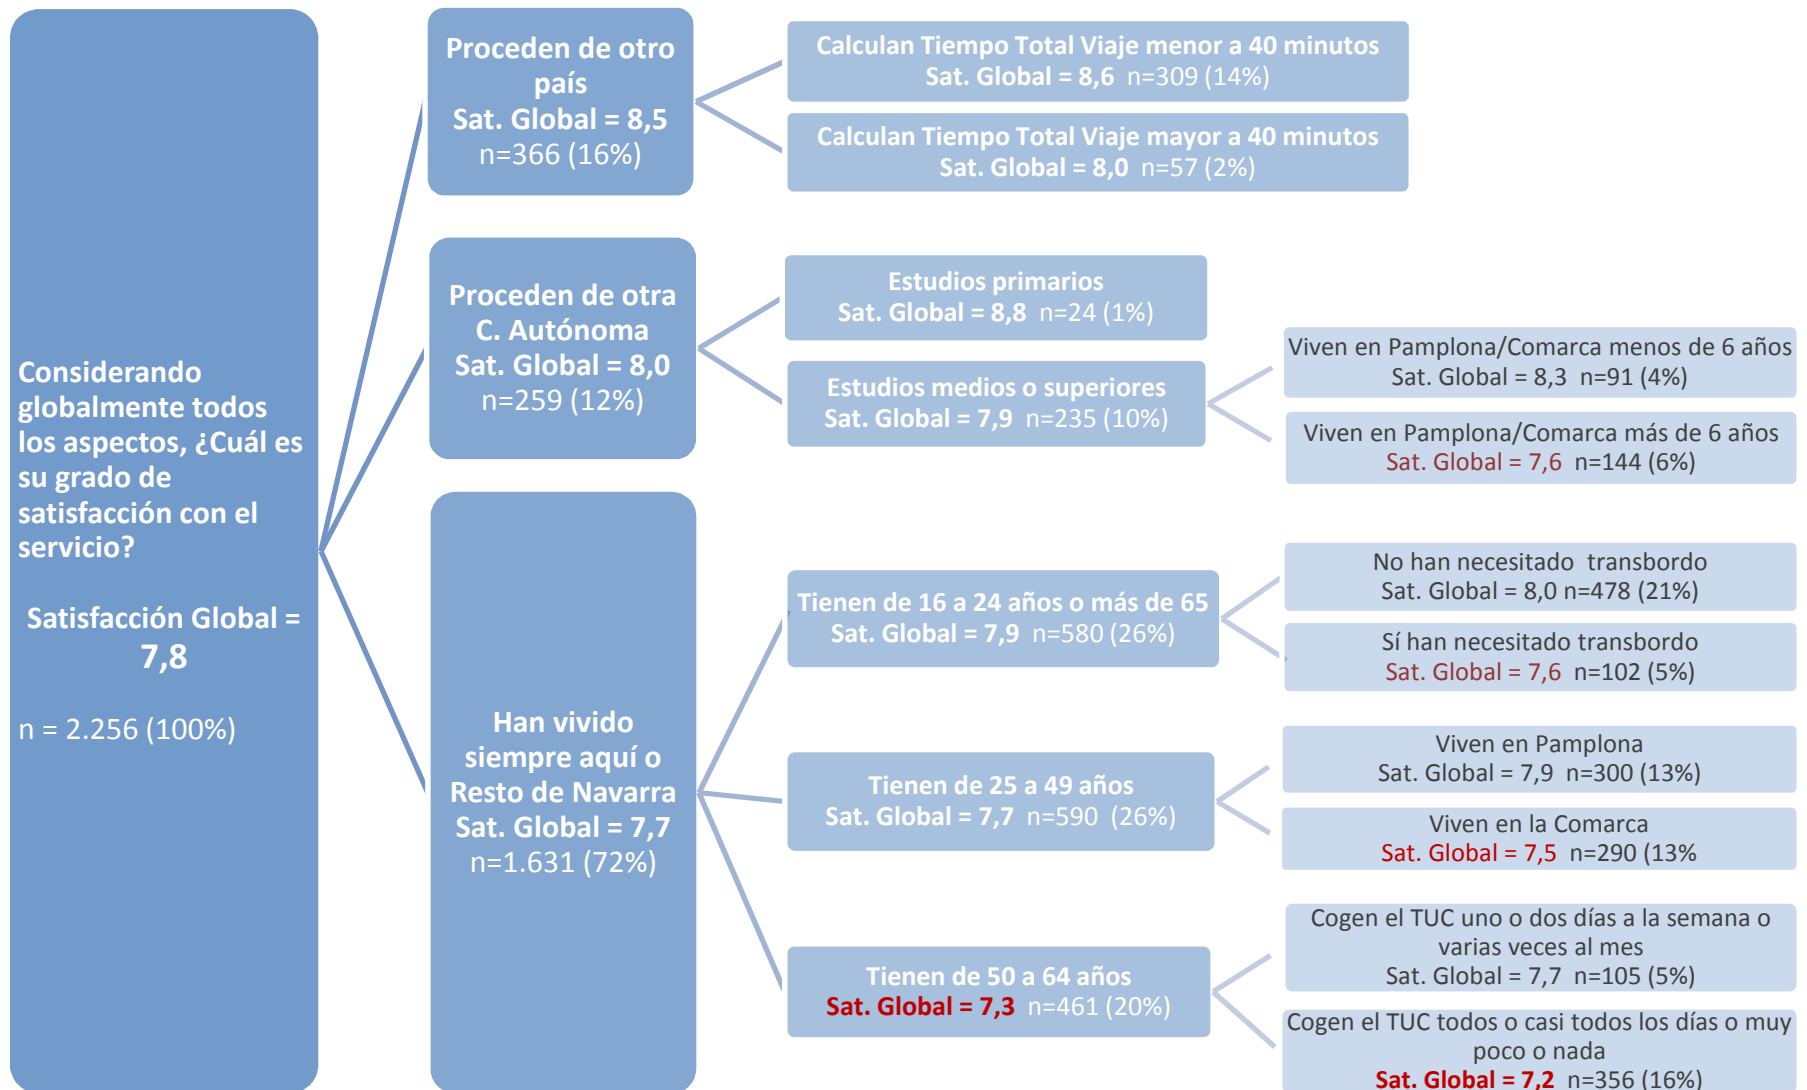 Considerando
globalmente todos
los aspectos, ¿Cuál es
su grado de
satisfacción con el
servicio?
Satisfacción Global =
7,8
n = 2.256 (100%)
Proceden de otro
país
Sat. Global = 8,5
n=366 (16%)
Calculan Tiempo Total Viaje menor a 40 minutos
Sat. Global = 8,6 n=309 (14%)
Calculan Tiempo Total Viaje mayor a 40 minutos
Sat. Global = 8,0 n=57 (2%)
Proceden de otra
C. Autónoma
Sat. Global = 8,0
n=259 (12%)
Estudios primarios
Sat. Global = 8,8 n=24 (1%)
Estudios medios o superiores
Sat. Global = 7,9 n=235 (10%)
Viven en Pamplona/Comarca menos de 6 años
Sat. Global = 8,3 n=91 (4%)
Viven en Pamplona/Comarca más de 6 años
Sat. Global = 7,6 n=144 (6%)
Han vivido
siempre aquí o
Resto de Navarra
Sat. Global = 7,7
n=1.631 (72%)
Tienen de 16 a 24 años o más de 65
Sat. Global = 7,9 n=580 (26%)
No han necesitado transbordo
Sat. Global = 8,0 n=478 (21%)
Sí han necesitado transbordo
Sat. Global = 7,6 n=102 (5%)
Tienen de 25 a 49 años
Sat. Global = 7,7 n=590 (26%)
Viven en Pamplona
Sat. Global = 7,9 n=300 (13%)
Viven en la Comarca
Sat. Global = 7,5 n=290 (13%
Tienen de 50 a 64 años
Sat. Global = 7,3 n=461 (20%)
Cogen el TUC uno o dos días a la semana o
varias veces al mes
Sat. Global = 7,7 n=105 (5%)
Cogen el TUC todos o casi todos los días o muy
poco o nada
Sat. Global = 7,2 n=356 (16%)